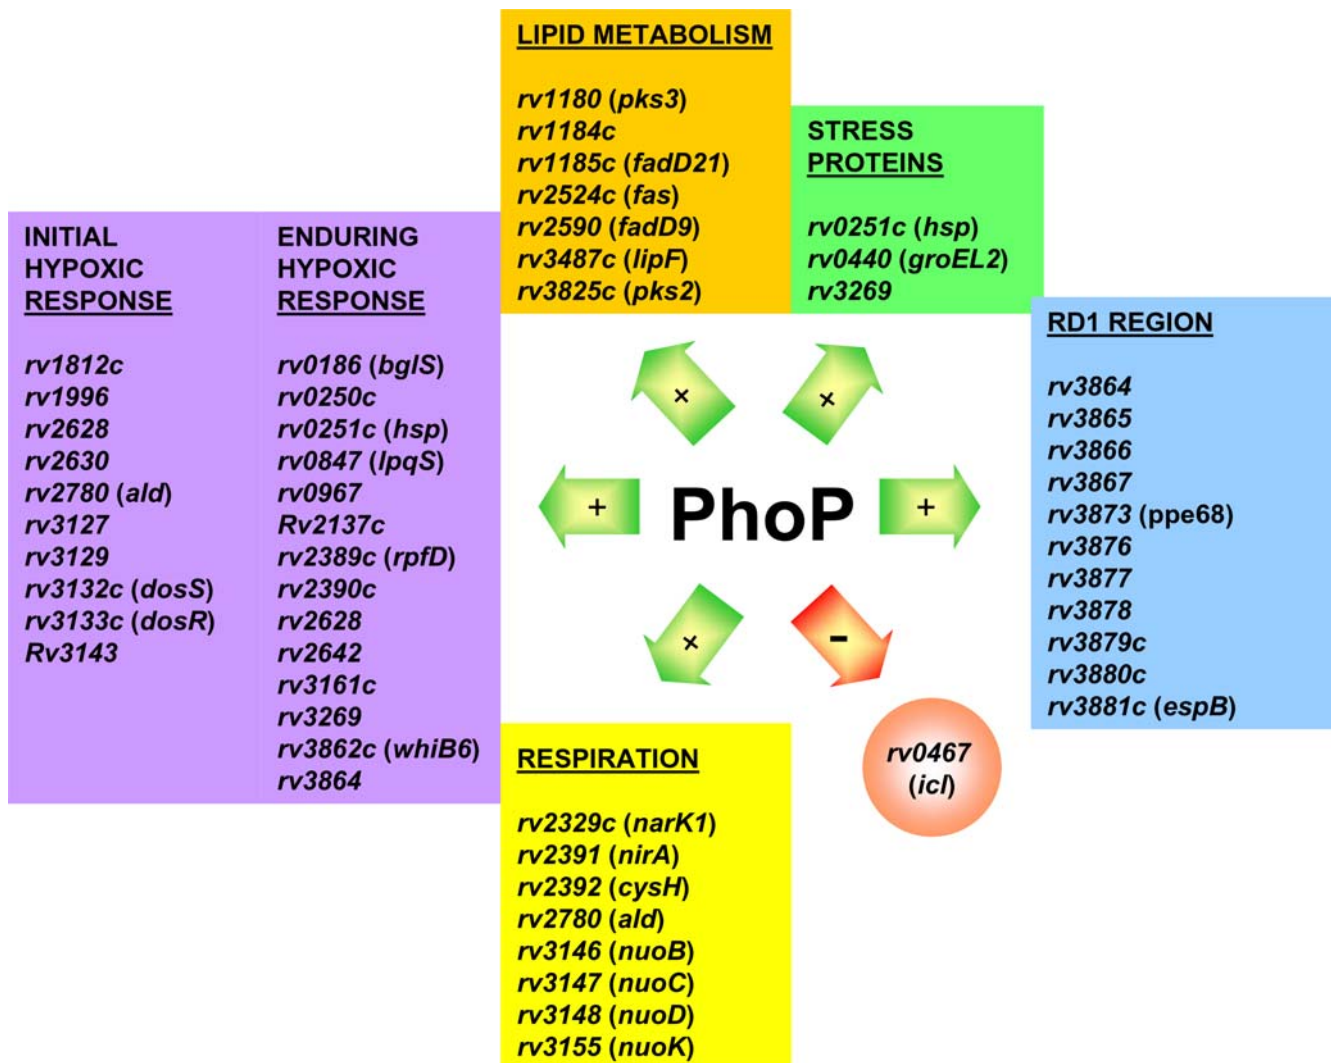 LIPID METABOLISM
rv1180 (pks3)
rv1184c
rv1185c (fadD21)
rv2524c (fas)
rv2590 (fadD9)
rv3487c (lipF)
rv3825c (pks2)
STRESS
PROTEINS
rv0251c (hsp)
rv0440 (groEL2)
rv3269
INITIAL
HYPOXIC
RESPONSE
rv1812c
rv1996
rv2628
rv2630
rv2780 (ald)
rv3127
rv3129
rv3132c (dosS)
rv3133c (dosR)
Rv3143
ENDURING
HYPOXIC
RESPONSE
rv0186 (bglS)
rv0250c
rv0251c (hsp)
rv0847 (lpqS)
rv0967
Rv2137c
rv2389c (rpfD)
rv2390c
rv2628
rv2642
rv3161c
rv3269
rv3862c (whiB6)
rv3864
RD1 REGION
rv3864
rv3865
rv3866
rv3867
rv3873 (ppe68)
rv3876
rv3877
rv3878
rv3879c
rv3880c
rv3881c (espB)
+ +
+ PhoP +
+ -
rv0467
(icl)
RESPIRATION
rv2329c (narK1)
rv2391 (nirA)
rv2392 (cysH)
rv2780 (ald)
rv3146 (nuoB)
rv3147 (nuoC)
rv3148 (nuoD)
rv3155 (nuoK)